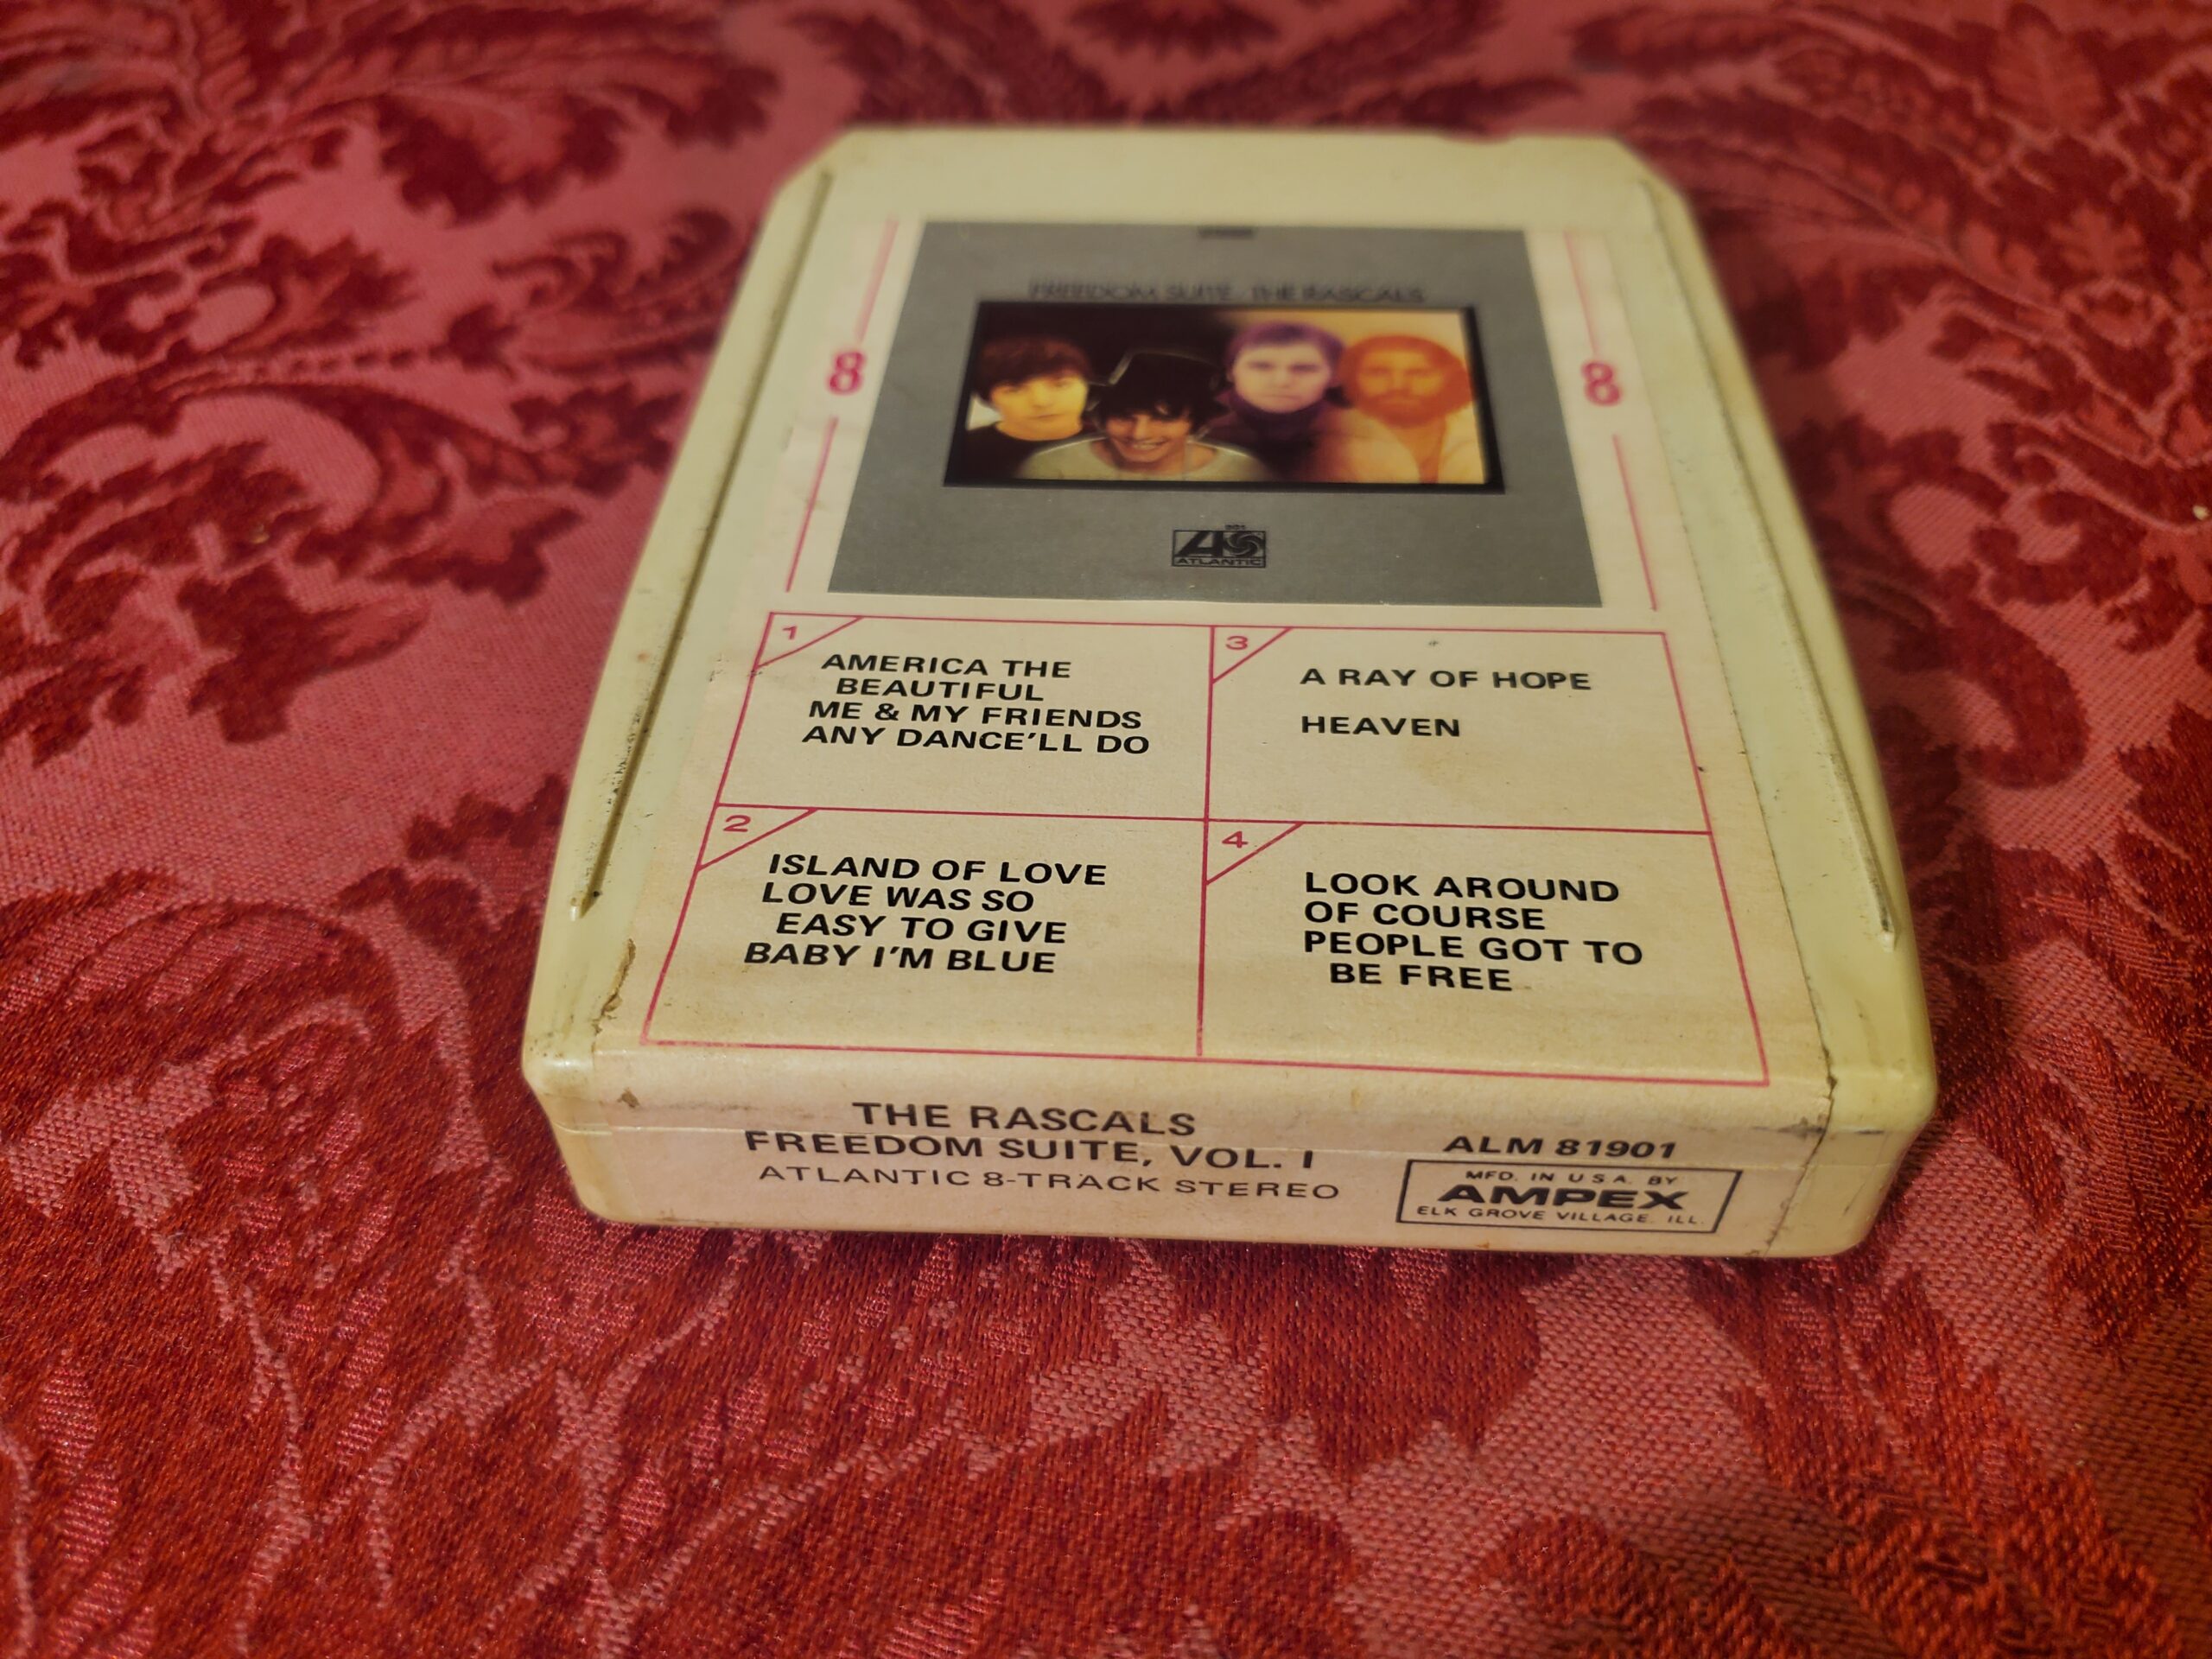 FREEDOM SUITE · THE RASCALS
8
8
ATLANTIC
1
AMERICA THE
BEAUTIFUL
ME & MY FRIENDS
ANY DANCE'LL DO
3
A RAY OF HOPE
HEAVEN
2
ISLAND OF LOVE
LOVE WAS SO
EASY TO GIVE
BABY I'M BLUE
4
LOOK AROUND
OF COURSE
PEOPLE GOT TO
BE FREE
THE RASCALS
FREEDOM SUITE, VOL. I
ATLANTIC 8-TRACK STEREO
ALM 81901
MFD. IN U.S.A. BY
AMPEX
ELK GROVE VILLAGE, ILL.